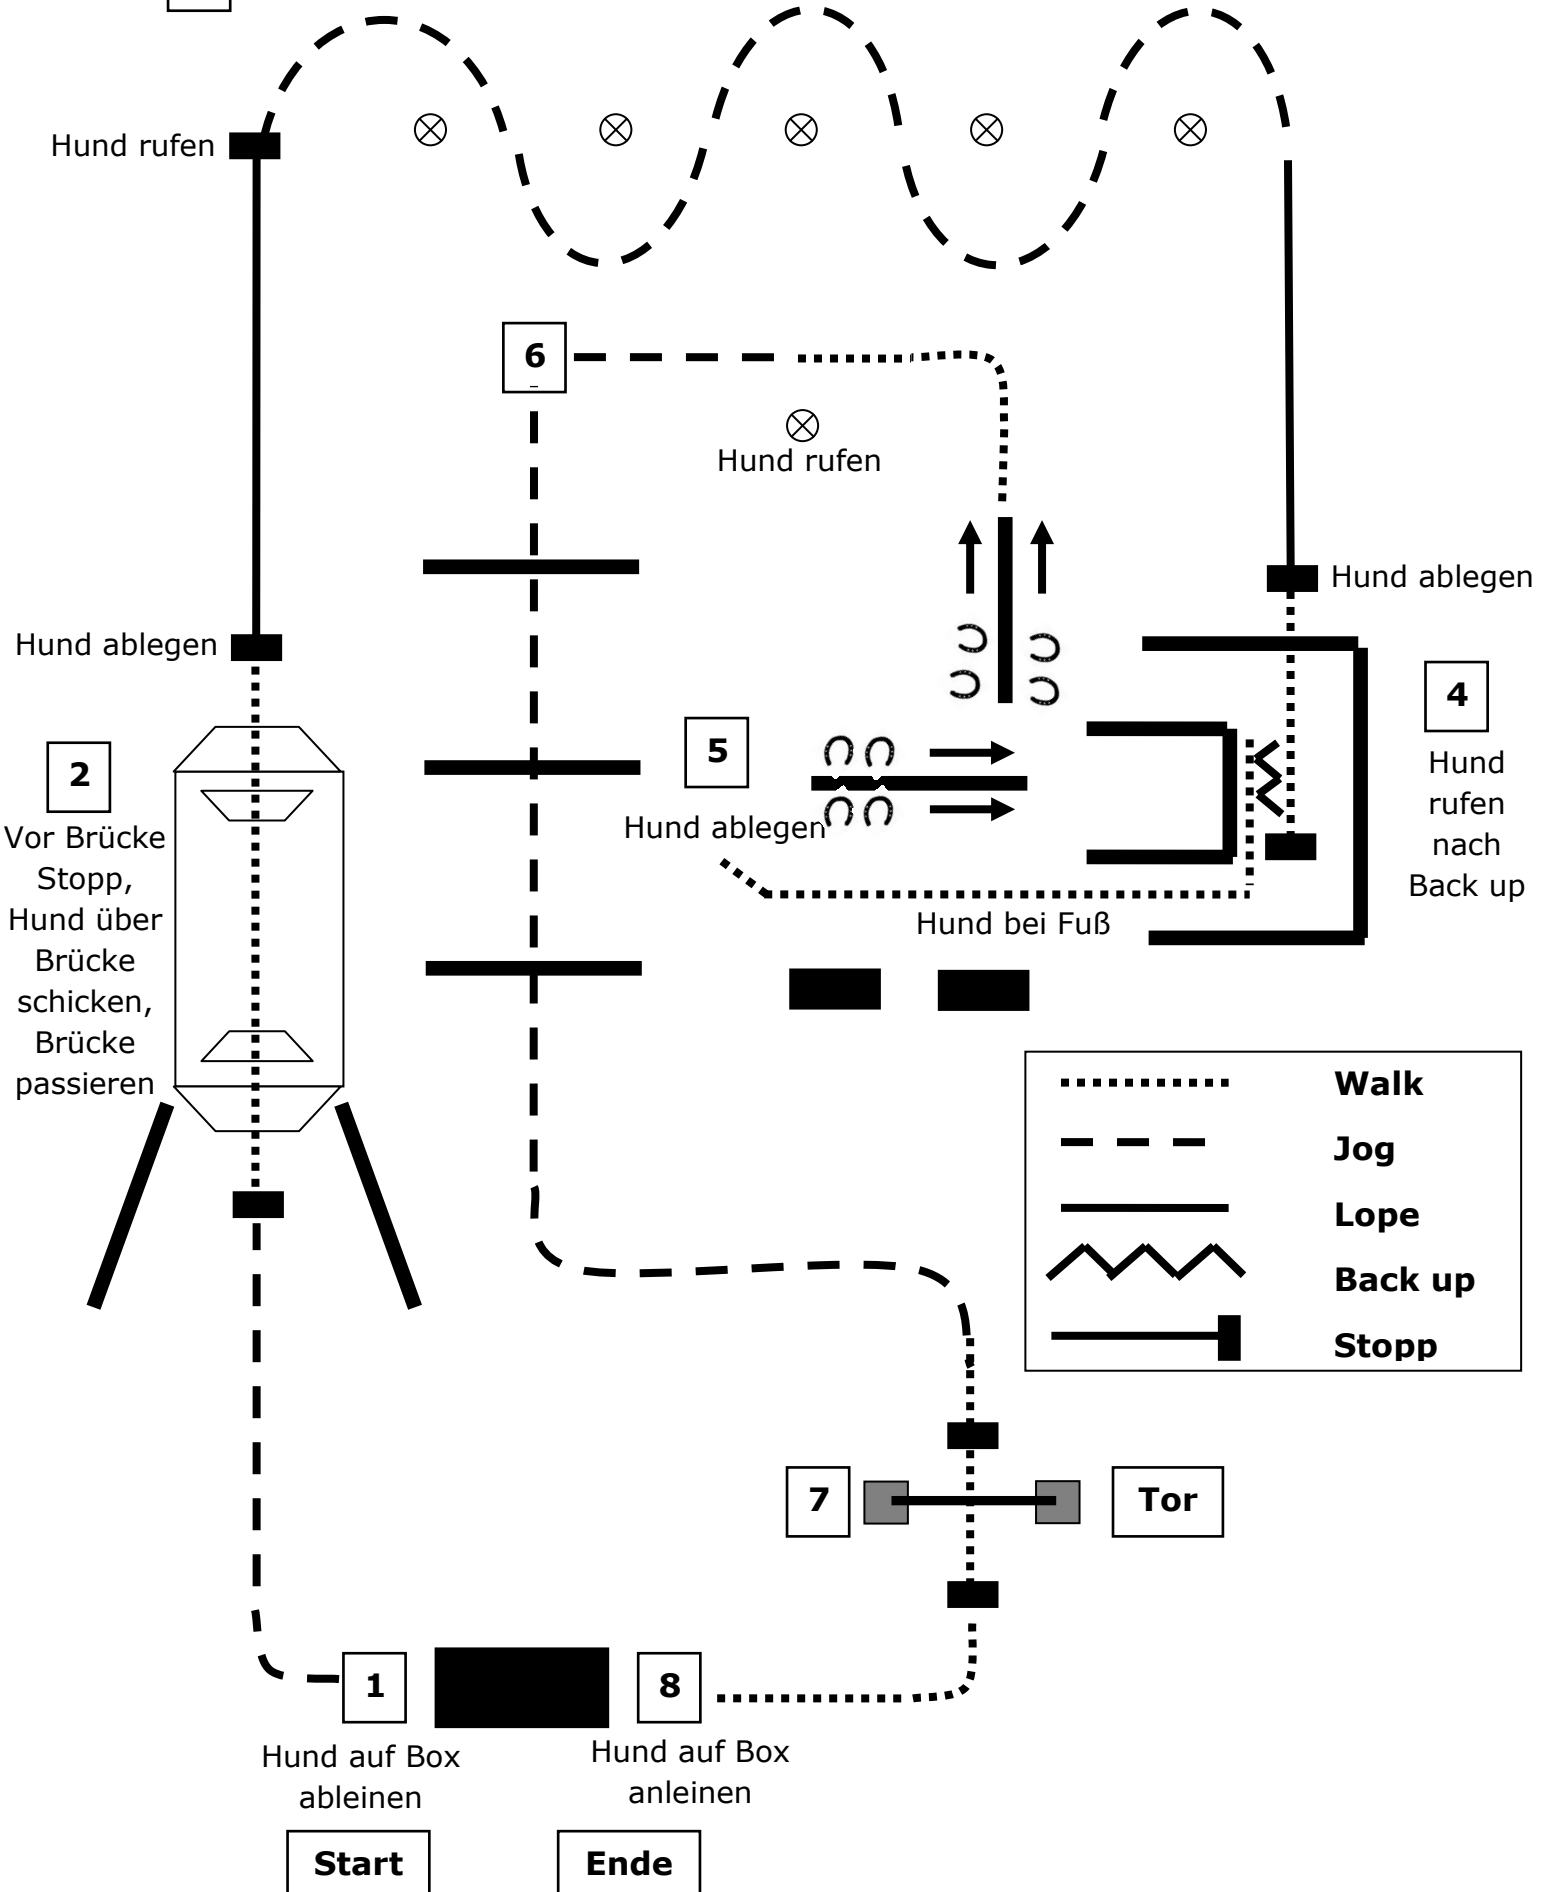 Hund rufen
6
Hund rufen
Hund ablegen
Hund ablegen
4
Hund
rufen
nach
Back up
2
Vor Brücke
Stopp,
Hund über
Brücke
schicken,
Brücke
passieren
5
Hund ablegen
Hund bei Fuß
Walk
Jog
Lope
Back up
Stopp
7
Tor
1
8
Hund auf Box
ableinen
Hund auf Box
anleinen
Start
Ende